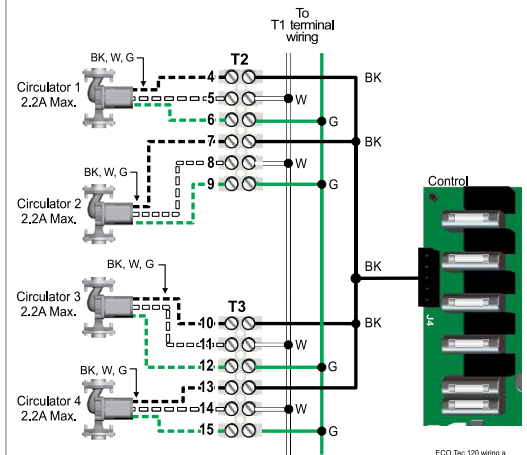 To
T1 terminal
wiring
BK, W, G
T2
Circulator 1
2.2A Max.
4
BK
5
W
6
G
7
BK
BK, W, G
8
W
9
G
Circulator 2
2.2A Max.
Control
BK
J4
BK, W, G
Circulator 3
2.2A Max.
T3
10
BK
11
W
12
G
BK, W, G
13
Circulator 4
2.2A Max.
14
W
15
G
ECO Tec 120 wiring a